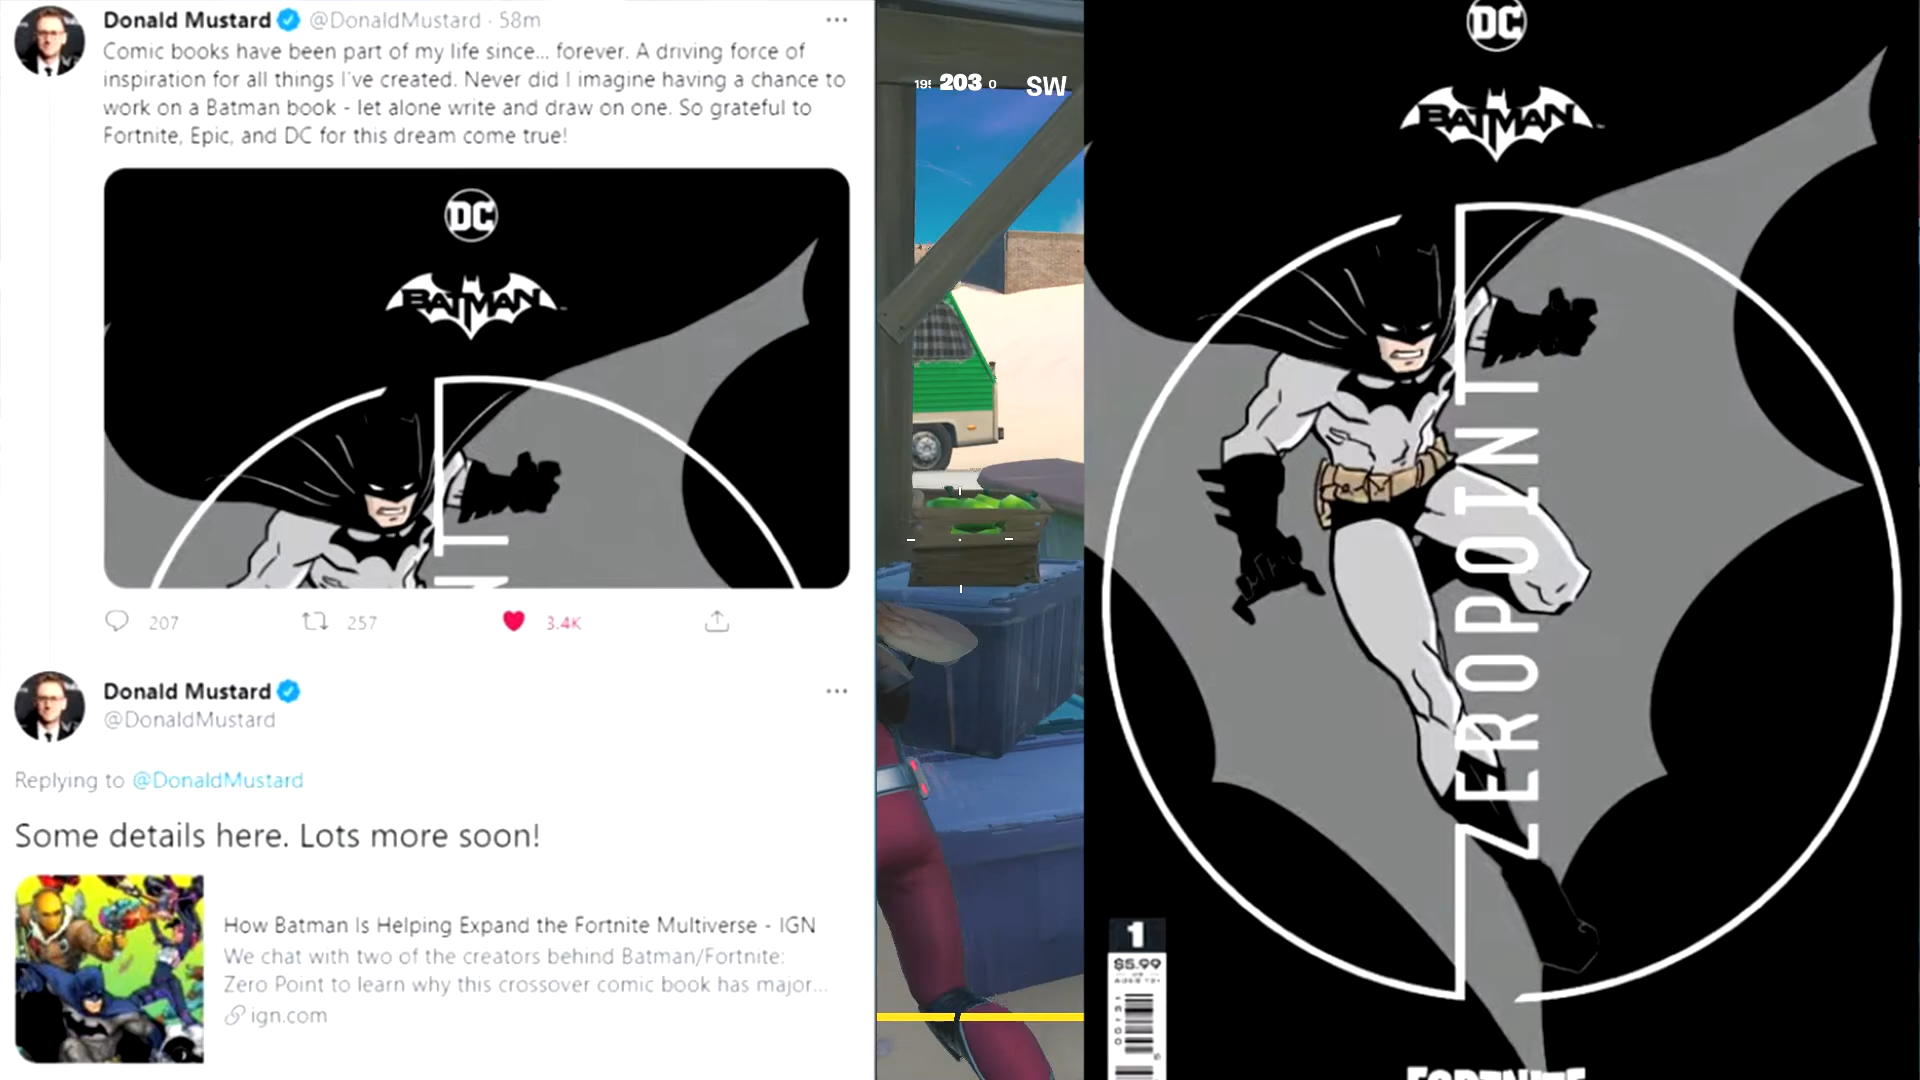 Donald Mustard @DonaldMustard · 58m
Comic books have been part of my life since... forever. A driving force of
inspiration for all things I've created. Never did I imagine having a chance to
work on a Batman book - let alone write and draw on one. So grateful to
Fortnite, Epic, and DC for this dream come true!
DC
BATMAN
NT
207 257 3.4K
Donald Mustard
@DonaldMustard
Replying to @DonaldMustard
Some details here. Lots more soon!
How Batman Is Helping Expand the Fortnite Multiverse - IGN
We chat with two of the creators behind Batman/Fortnite:
Zero Point to learn why this crossover comic book has major...
ign.com
203 SW
DC
BATMAN
ZEROPOINT
1
$5.99
FORTNITE